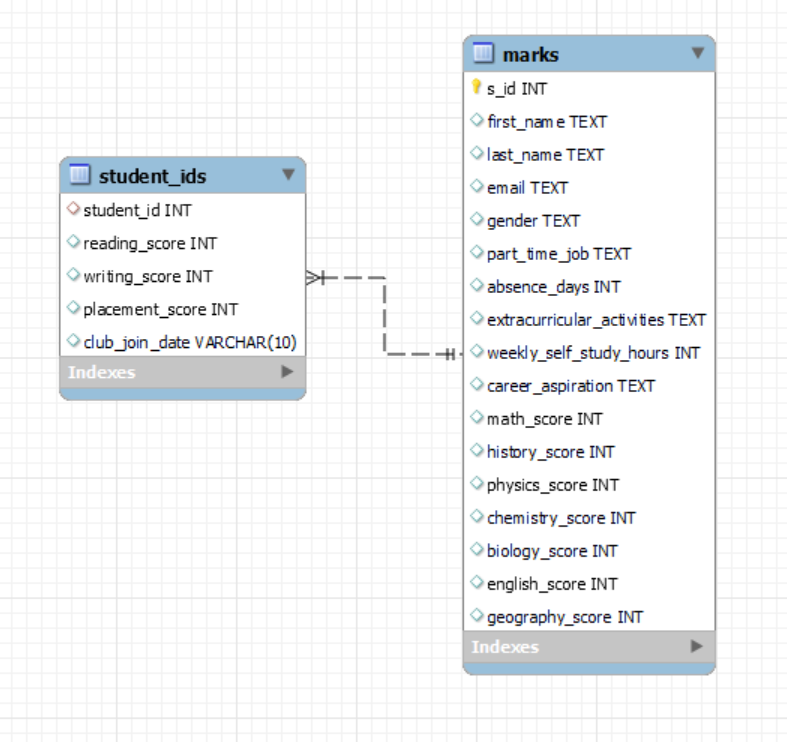 student_ids
student_id INT
reading_score INT
writing_score INT
placement_score INT
club_join_date VARCHAR(10)
Indexes
marks
s_id INT
first_name TEXT
last_name TEXT
email TEXT
gender TEXT
part_time_job TEXT
absence_days INT
extracurricular_activities TEXT
weekly_self_study_hours INT
career_aspiration TEXT
math_score INT
history_score INT
physics_score INT
chemistry_score INT
biology_score INT
english_score INT
geography_score INT
Indexes